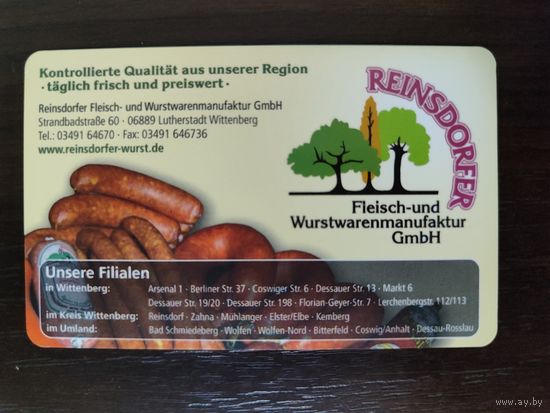 Kontrollierte Qualität aus unserer Region
· täglich frisch und preiswert ·
Reinsdorfer Fleisch- und Wurstwarenmanufaktur GmbH
Strandbadstraße 60 · 06889 Lutherstadt Wittenberg
Tel.: 03491 64670 · Fax: 03491 646736
www.reinsdorfer-wurst.de
REINSDORFER
Fleisch-und
Wurstwarenmanufaktur
GmbH
Unsere Filialen
in Wittenberg: Arsenal 1 · Berliner Str. 37 · Coswiger Str. 6 · Dessauer Str. 13 · Markt 6
Dessauer Str. 19/20 · Dessauer Str. 198 · Florian-Geyer-Str. 7 · Lerchenbergstr. 112/113
im Kreis Wittenberg: Reinsdorf · Zahna · Mühlanger · Elster/Elbe · Kemberg
im Umland: Bad Schmiedeberg · Wolfen · Wolfen-Nord · Bitterfeld · Coswig/Anhalt · Dessau-Rosslau
www.ay.by